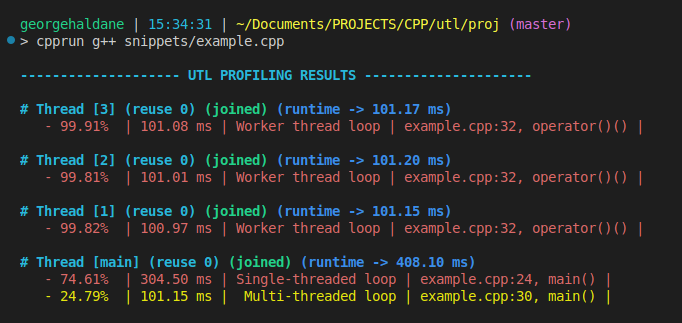 georgehaldane | 15:34:31 | ~/Documents/PROJECTS/CPP/utl/proj (master)
> cpprun g++ snippets/example.cpp
-------------------- UTL PROFILING RESULTS ---------------------
# Thread [3] (reuse 0) (joined) (runtime -> 101.17 ms)
- 99.91% | 101.08 ms | Worker thread loop | example.cpp:32, operator()() |
# Thread [2] (reuse 0) (joined) (runtime -> 101.20 ms)
- 99.81% | 101.01 ms | Worker thread loop | example.cpp:32, operator()() |
# Thread [1] (reuse 0) (joined) (runtime -> 101.15 ms)
- 99.82% | 100.97 ms | Worker thread loop | example.cpp:32, operator()() |
# Thread [main] (reuse 0) (joined) (runtime -> 408.10 ms)
- 74.61% | 304.50 ms | Single-threaded loop | example.cpp:24, main() |
- 24.79% | 101.15 ms | Multi-threaded loop | example.cpp:30, main() |